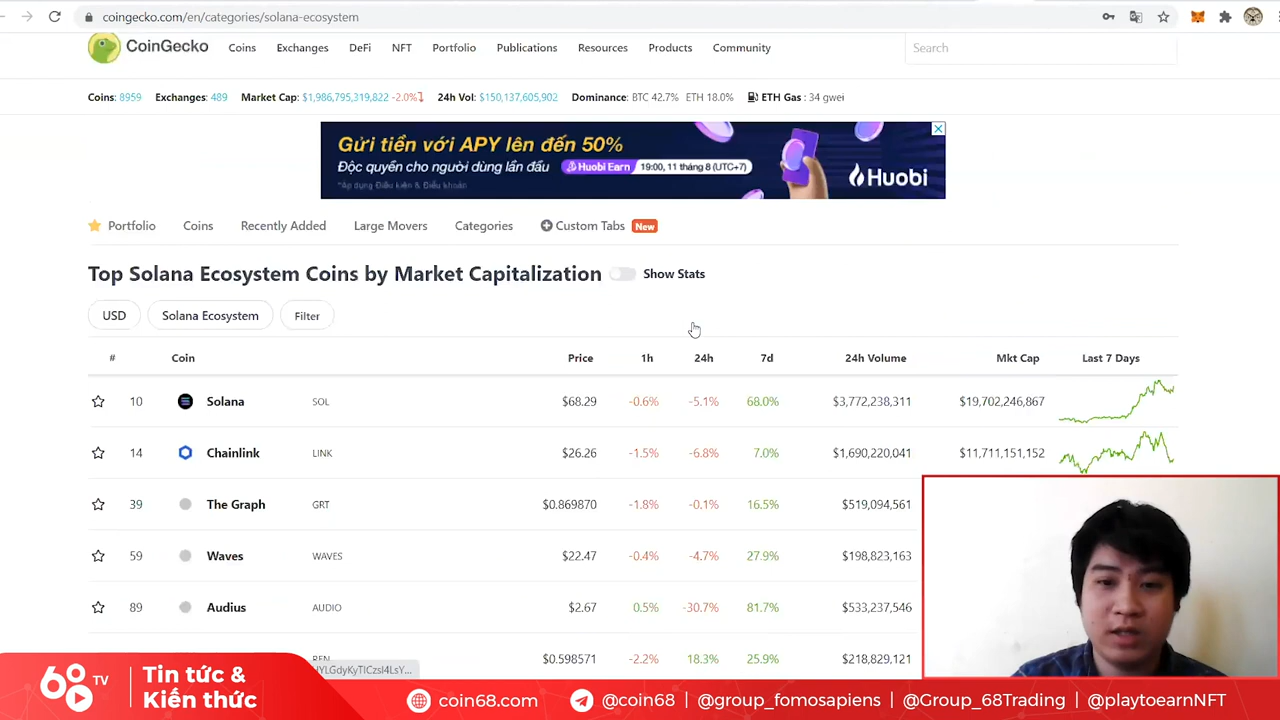 coingecko.com/en/categories/solana-ecosystem
CoinGecko Coins Exchanges DeFi NFT Portfolio Publications Resources Products Community Search
Coins: 8959 Exchanges: 489 Market Cap: $1,986,795,319,822 -2.0% 24h Vol: $150,137,605,902 Dominance: BTC 42.7% ETH 18.0% ETH Gas : 34 gwei
Gửi tiền với APY lên đến 50%
Độc quyền cho người dùng lần đầu Huobi Earn 19:00, 11 tháng 8 (UTC+7)
*Áp dụng Điều kiện & Điều khoản
Huobi
Portfolio Coins Recently Added Large Movers Categories Custom Tabs New
Top Solana Ecosystem Coins by Market Capitalization Show Stats
USD Solana Ecosystem Filter
# Coin Price 1h 24h 7d 24h Volume Mkt Cap Last 7 Days
10 Solana SOL $68.29 -0.6% -5.1% 68.0% $3,772,238,311 $19,702,246,867
14 Chainlink LINK $26.26 -1.5% -6.8% 7.0% $1,690,220,041 $11,711,151,152
39 The Graph GRT $0.869870 -1.8% -0.1% 16.5% $519,094,561
59 Waves WAVES $22.47 -0.4% -4.7% 27.9% $198,823,163
89 Audius AUDIO $2.67 0.5% -30.7% 81.7% $533,237,546
REN $0.598571 -2.2% 18.3% 25.9% $218,829,121
68 TV
Tin tức &
Kiến thức
coin68.com @coin68 | @group_fomosapiens | @Group_68Trading | @playtoearnNFT